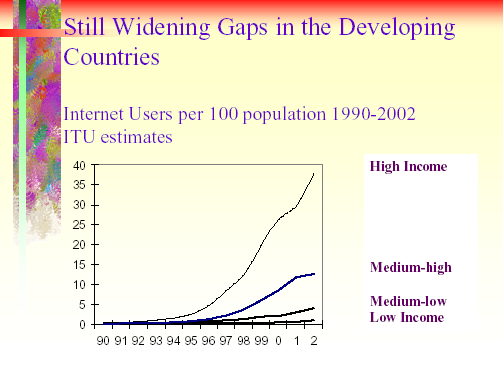 Still Widening Gaps in the Developing
Countries
Internet Users per 100 population 1990-2002
ITU estimates
40
35
30
25
20
15
10
5
0
90 91 92 93 94 95 96 97 98 99 0 1 2
High Income
Medium-high
Medium-low
Low Income